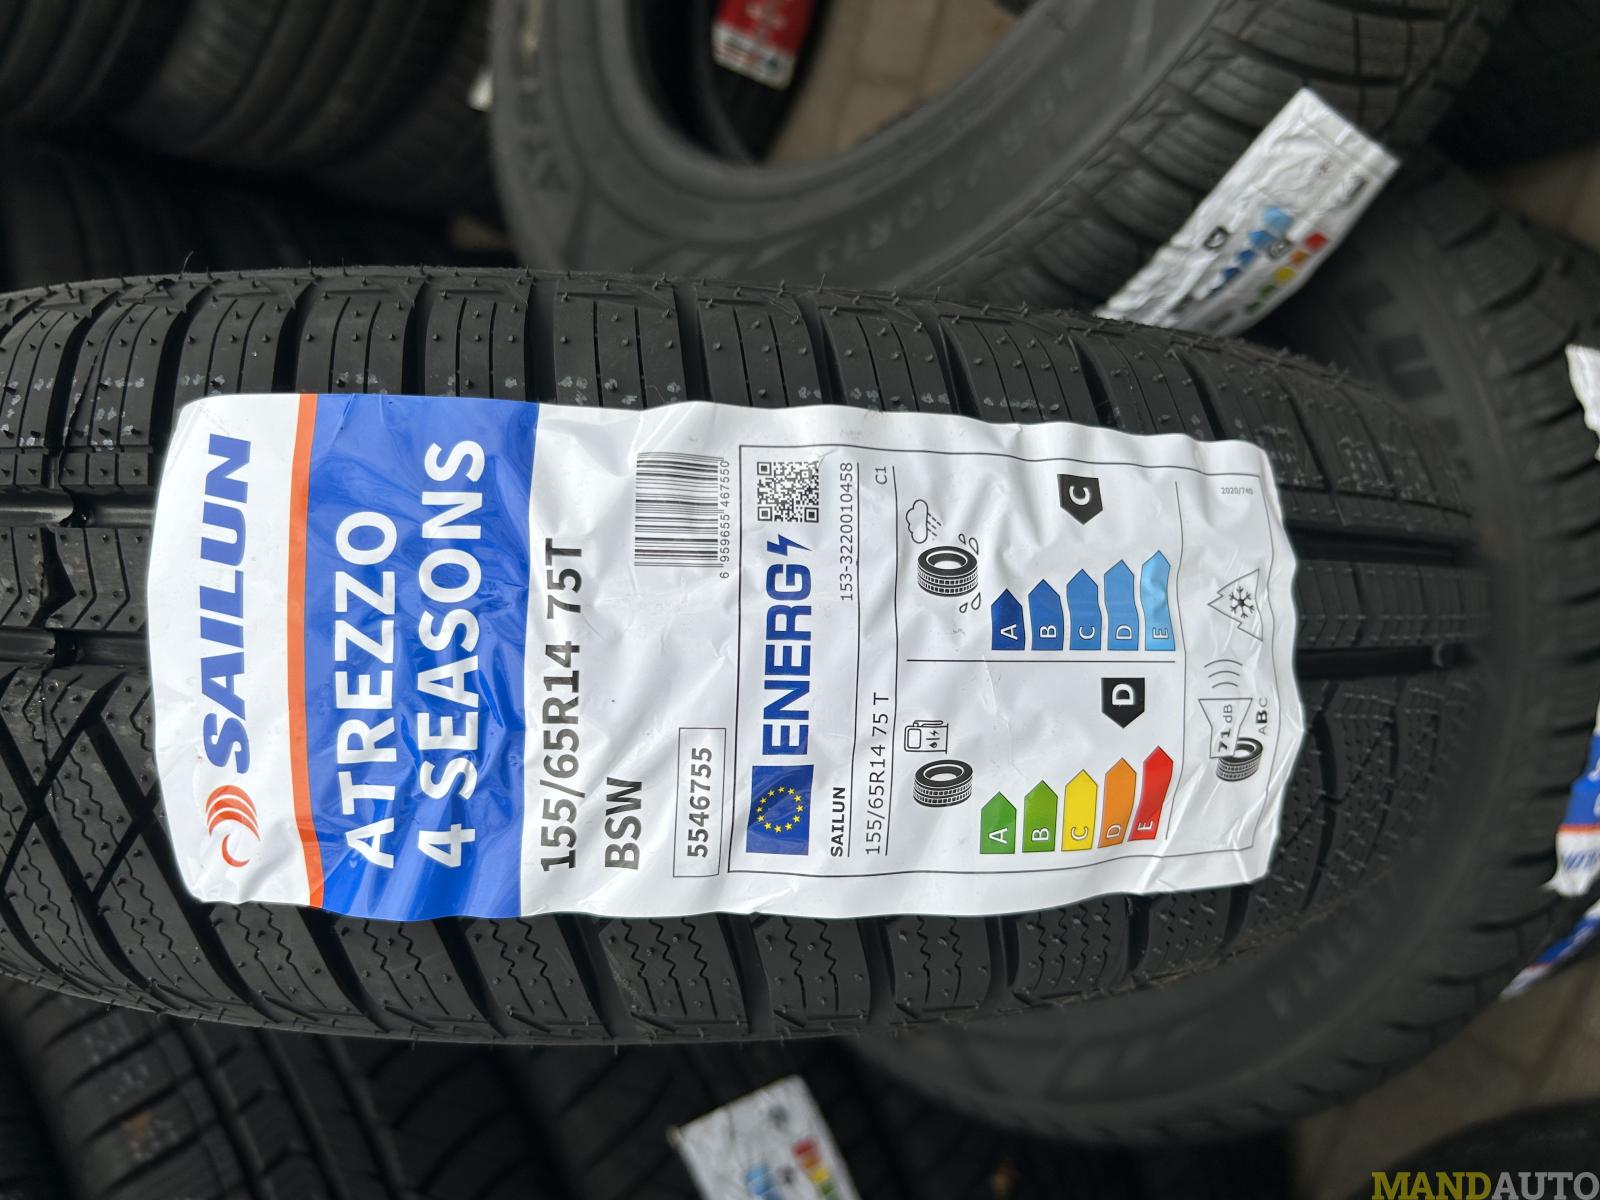 SAILUN
ATREZZO
4 SEASONS
155/65R14 75T
BSW
6 959655 467550
5546755
ENERG
SAILUN
153-3220010458
155/65R14 75 T
C1
A
B
C
D
E
D
A
B
C
D
E
C
71 dB
A B C
2020/740
MANDAUTO